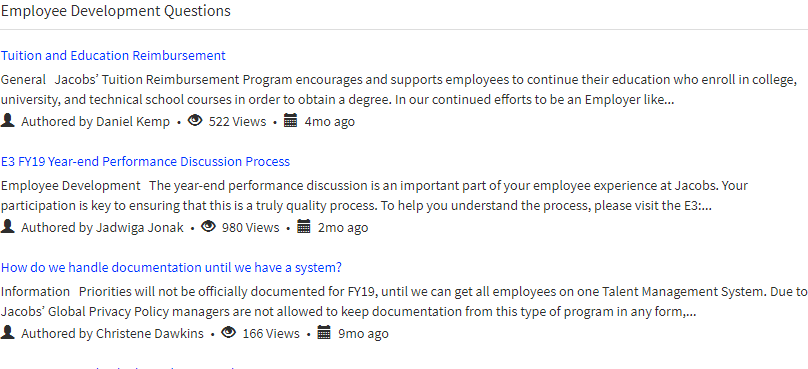 Employee Development Questions
Tuition and Education Reimbursement
General Jacobs’ Tuition Reimbursement Program encourages and supports employees to continue their education who enroll in college,
university, and technical school courses in order to obtain a degree. In our continued efforts to be an Employer like...
Authored by Daniel Kemp • 522 Views • 4mo ago
E3 FY19 Year-end Performance Discussion Process
Employee Development The year-end performance discussion is an important part of your employee experience at Jacobs. Your
participation is key to ensuring that this is a truly quality process. To help you understand the process, please visit the E3:...
Authored by Jadwiga Jonak • 980 Views • 2mo ago
How do we handle documentation until we have a system?
Information Priorities will not be officially documented for FY19, until we can get all employees on one Talent Management System. Due to
Jacobs’ Global Privacy Policy managers are not allowed to keep documentation from this type of program in any form,...
Authored by Christene Dawkins • 166 Views • 9mo ago